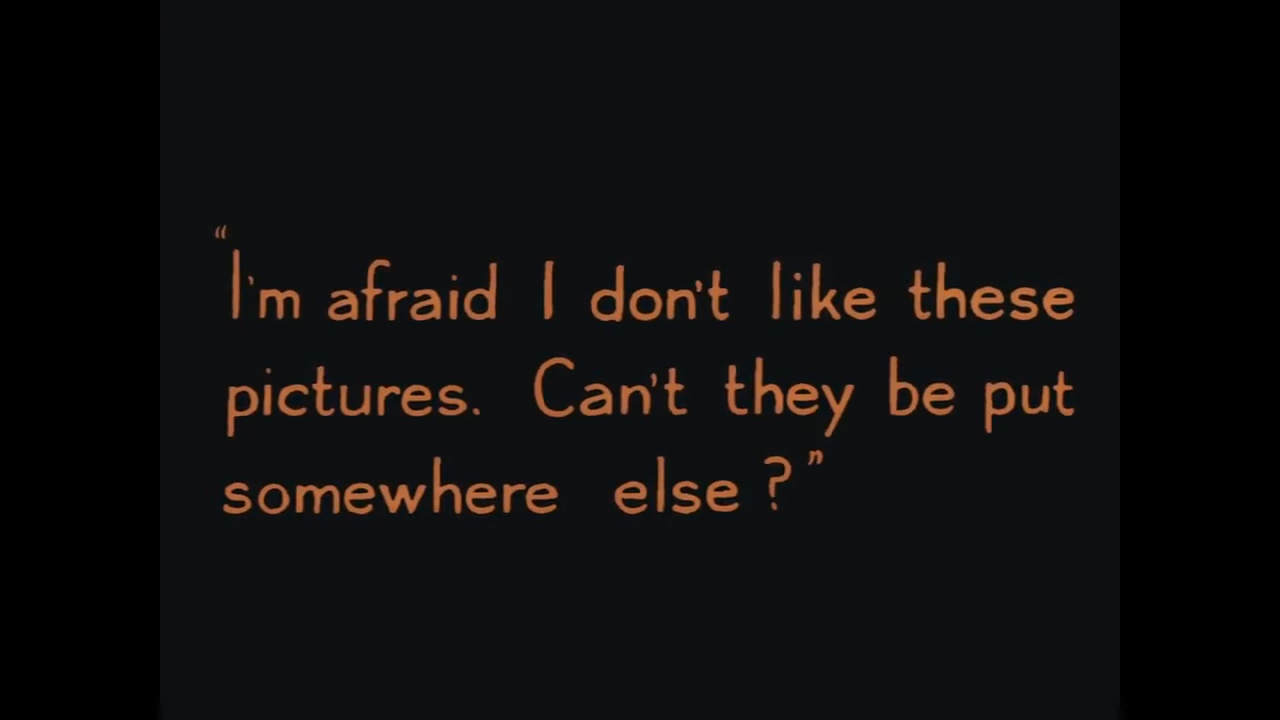 "I'm afraid I don't like these
pictures. Can't they be put
somewhere else?"